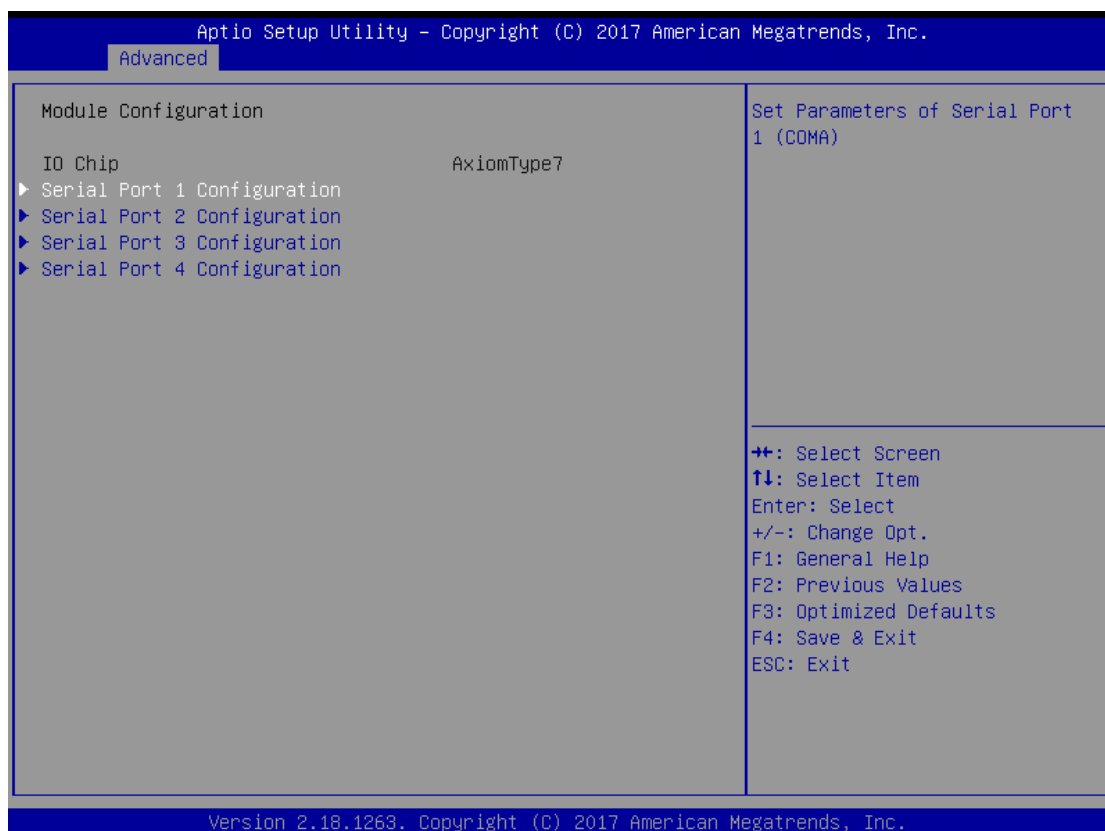 Aptio Setup Utility – Copyright (C) 2017 American Megatrends, Inc.
Advanced
Module Configuration
IO Chip AxiomType7
▶ Serial Port 1 Configuration
▶ Serial Port 2 Configuration
▶ Serial Port 3 Configuration
▶ Serial Port 4 Configuration
Set Parameters of Serial Port
1 (COMA)
→←: Select Screen
↑↓: Select Item
Enter: Select
+/-: Change Opt.
F1: General Help
F2: Previous Values
F3: Optimized Defaults
F4: Save & Exit
ESC: Exit
Version 2.18.1263. Copyright (C) 2017 American Megatrends, Inc.